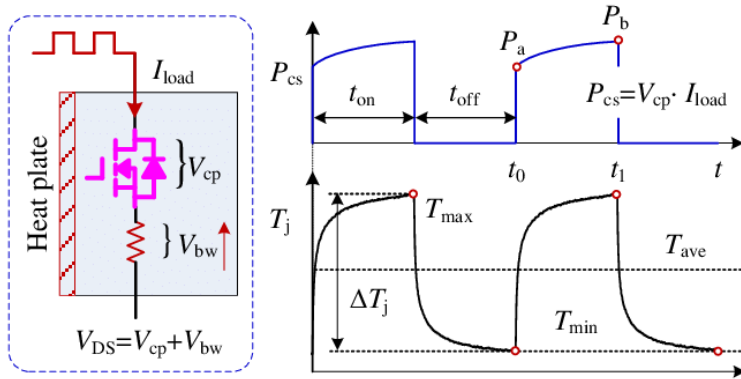 I_load
Heat plate
V_cp
V_bw
V_DS=V_cp+V_bw
P_cs
t_on
t_off
P_a
P_b
P_cs=V_cp· I_load
t_0
t_1
t
T_j
T_max
ΔT_j
T_ave
T_min